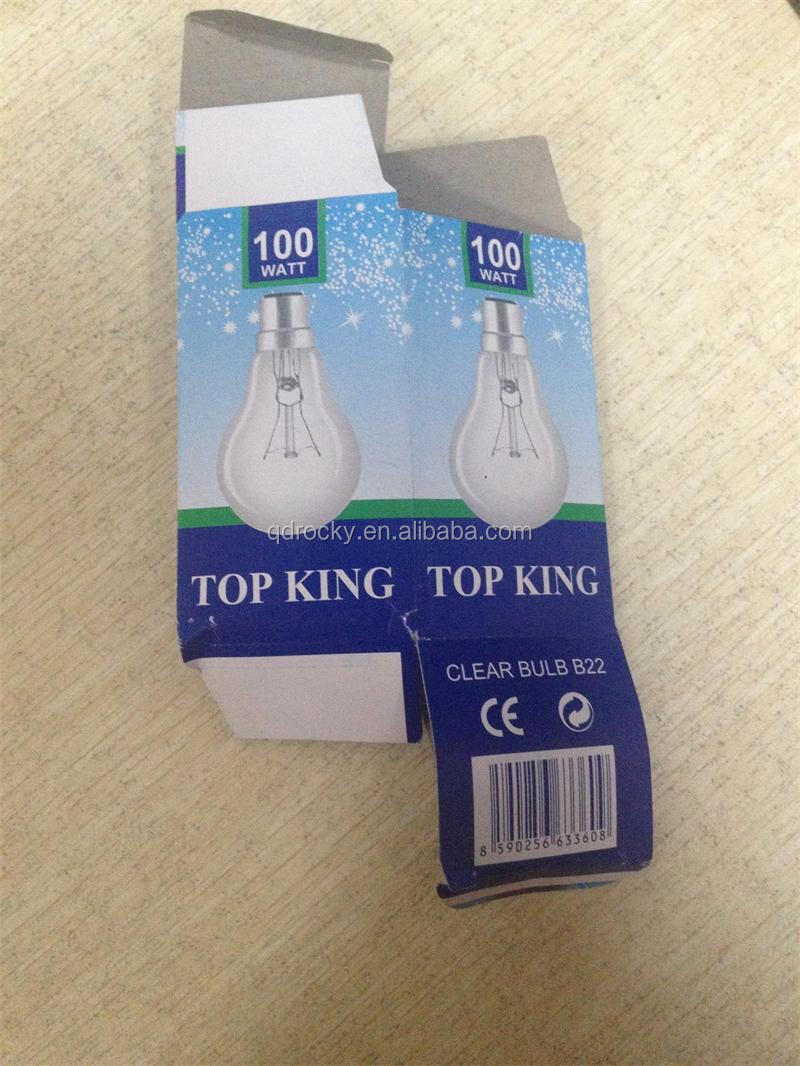 100
WATT
100
WATT
qdrocky.en.alibaba.com
TOP KING
TOP KING
CLEAR BULB B22
CE
8 590256 633608